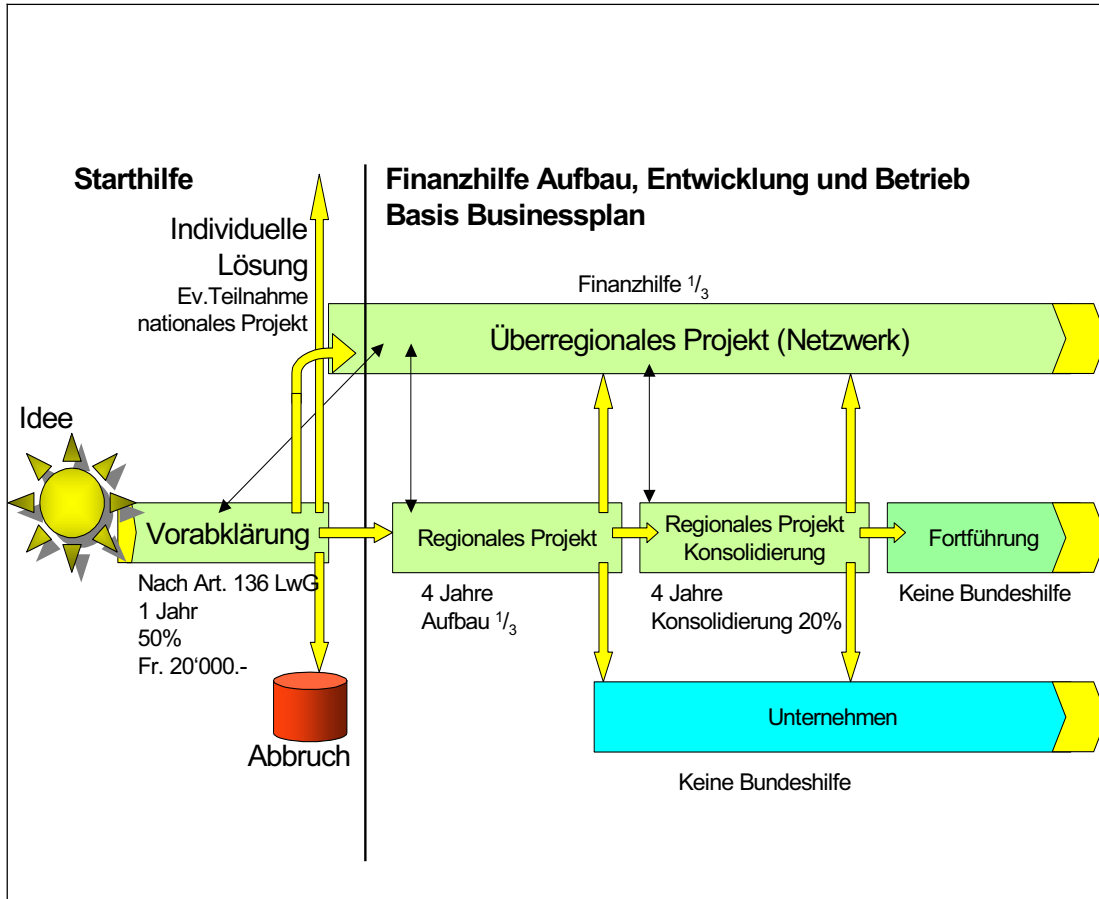 Starthilfe
Finanzhilfe Aufbau, Entwicklung und Betrieb
Basis Businessplan
Individuelle
Lösung
Ev.Teilnahme
nationales Projekt
Finanzhilfe 1/3
Überregionales Projekt (Netzwerk)
Idee
Vorabklärung
Regionales Projekt
Regionales Projekt
Konsolidierung
Fortführung
Nach Art. 136 LwG
1 Jahr
50%
Fr. 20‘000.-
4 Jahre
Aufbau 1/3
4 Jahre
Konsolidierung 20%
Keine Bundeshilfe
Abbruch
Unternehmen
Keine Bundeshilfe